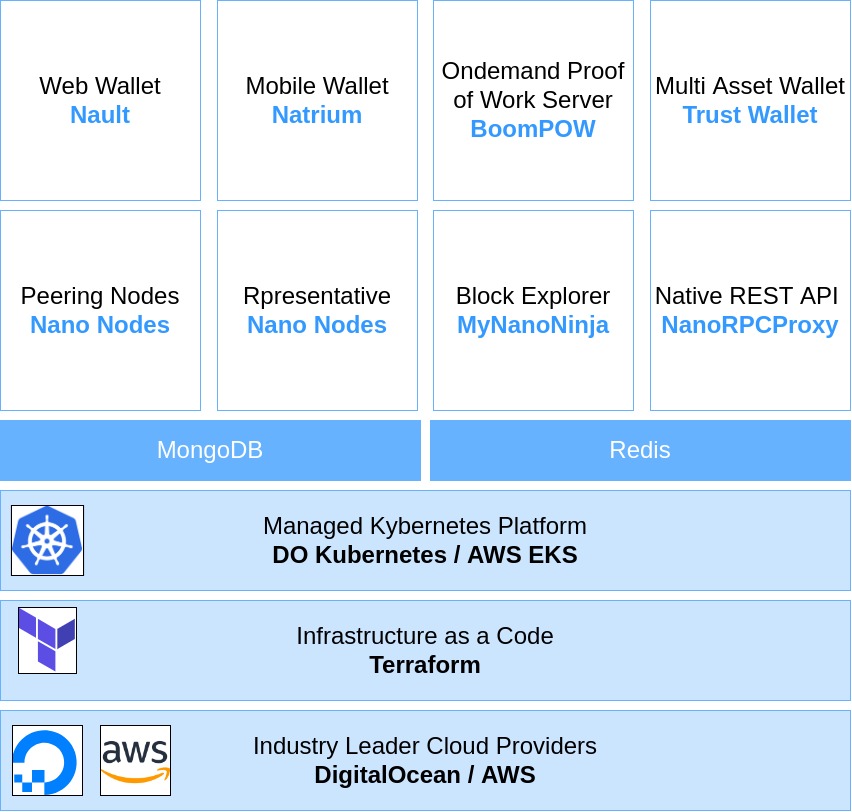 Web Wallet
Nault
Mobile Wallet
Natrium
Ondemand Proof
of Work Server
BoomPOW
Multi Asset Wallet
Trust Wallet
Peering Nodes
Nano Nodes
Rpresentative
Nano Nodes
Block Explorer
MyNanoNinja
Native REST API
NanoRPCProxy
MongoDB
Redis
Managed Kybernetes Platform
DO Kubernetes / AWS EKS
Infrastructure as a Code
Terraform
aws
Industry Leader Cloud Providers
DigitalOcean / AWS